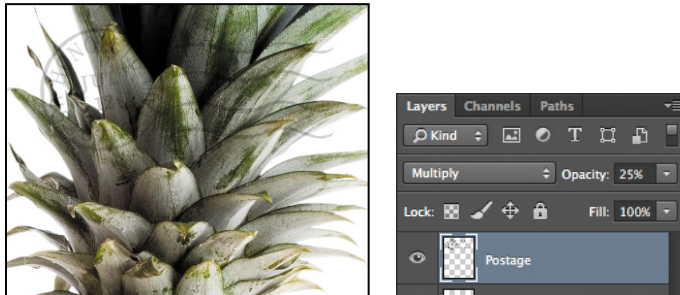 Layers Channels Paths
Kind
Multiply Opacity: 25%
Lock: Fill: 100%
Postage